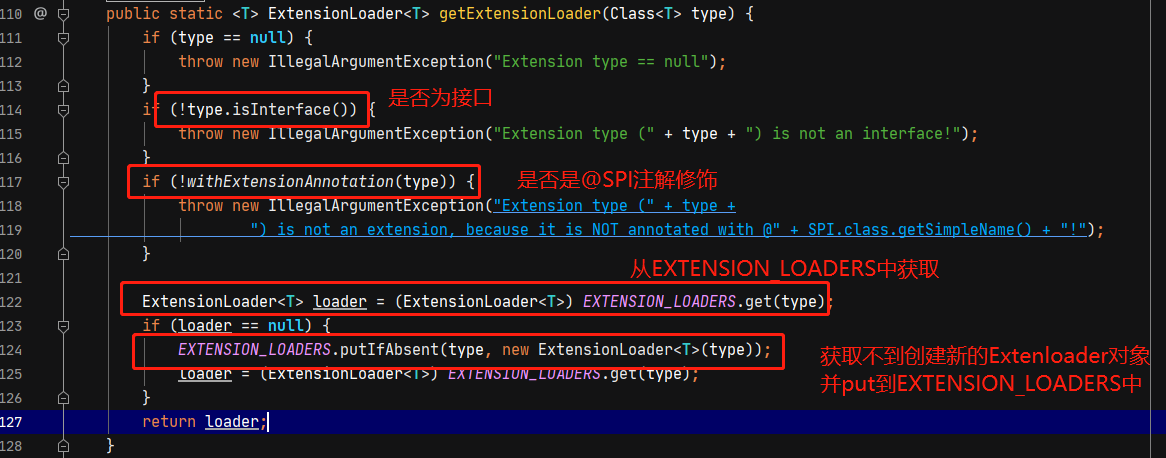 110 @ public static <T> ExtensionLoader<T> getExtensionLoader(Class<T> type) {
111 if (type == null) {
112 throw new IllegalArgumentException("Extension type == null");
113 }
114 if (!type.isInterface()) { 是否为接口
115 throw new IllegalArgumentException("Extension type (" + type + ") is not an interface!");
116 }
117 if (!withExtensionAnnotation(type)) { 是否是@SPI注解修饰
118 throw new IllegalArgumentException("Extension type (" + type +
119 ") is not an extension, because it is NOT annotated with @" + SPI.class.getSimpleName() + "!");
120 }
121
从EXTENSION_LOADERS中获取
122 ExtensionLoader<T> loader = (ExtensionLoader<T>) EXTENSION_LOADERS.get(type);
123 if (loader == null) {
124 EXTENSION_LOADERS.putIfAbsent(type, new ExtensionLoader<T>(type));
获取不到创建新的Extenloader对象
125 loader = (ExtensionLoader<T>) EXTENSION_LOADERS.get(type);
并put到EXTENSION_LOADERS中
126 }
127 return loader;
128 }